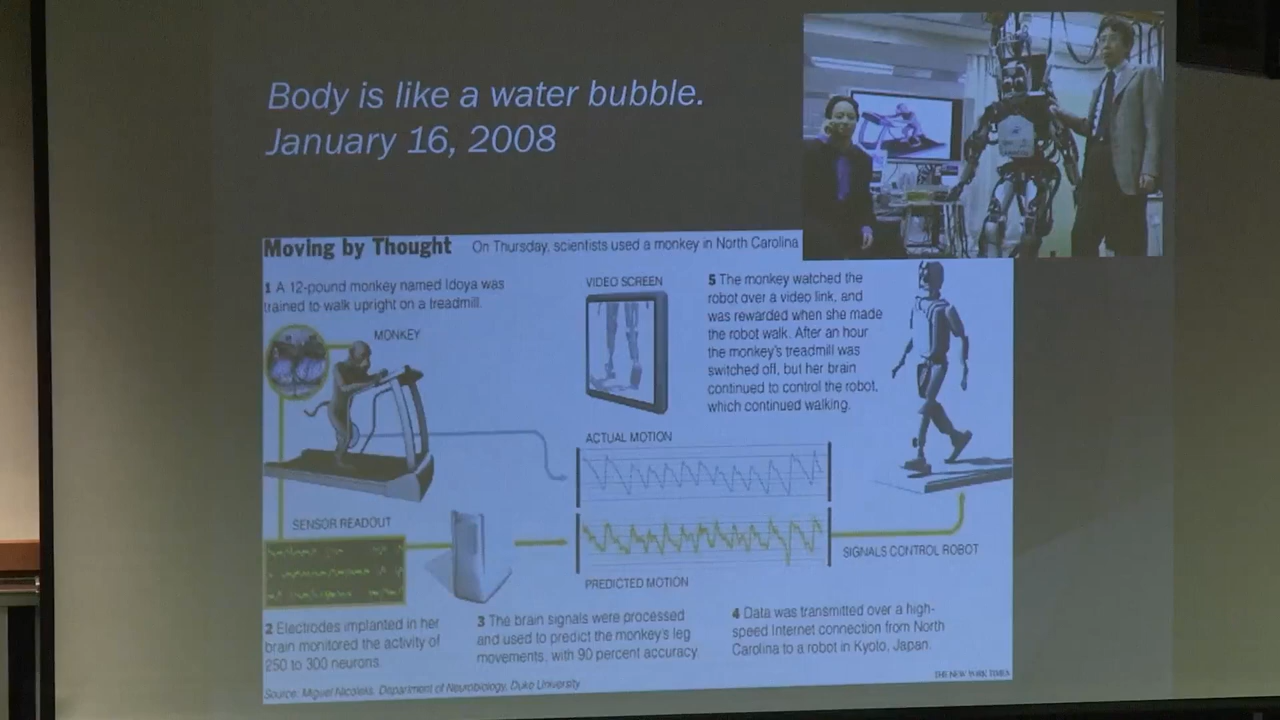 Body is like a water bubble.
January 16, 2008
Moving by Thought
On Thursday, scientists used a monkey in North Carolina
1 A 12-pound monkey named Idoya was
trained to walk upright on a treadmill.
MONKEY
VIDEO SCREEN
5 The monkey watched the
robot over a video link, and
was rewarded when she made
the robot walk. After an hour
the monkey's treadmill was
switched off, but her brain
continued to control the robot,
which continued walking.
ACTUAL MOTION
SENSOR READOUT
PREDICTED MOTION
SIGNALS CONTROL ROBOT
2 Electrodes implanted in her
brain monitored the activity of
250 to 300 neurons.
3 The brain signals were processed
and used to predict the monkey's leg
movements, with 90 percent accuracy.
4 Data was transmitted over a high-
speed Internet connection from North
Carolina to a robot in Kyoto, Japan.
Source: Miguel Nicolelis, Department of Neurobiology, Duke University
THE NEW YORK TIMES